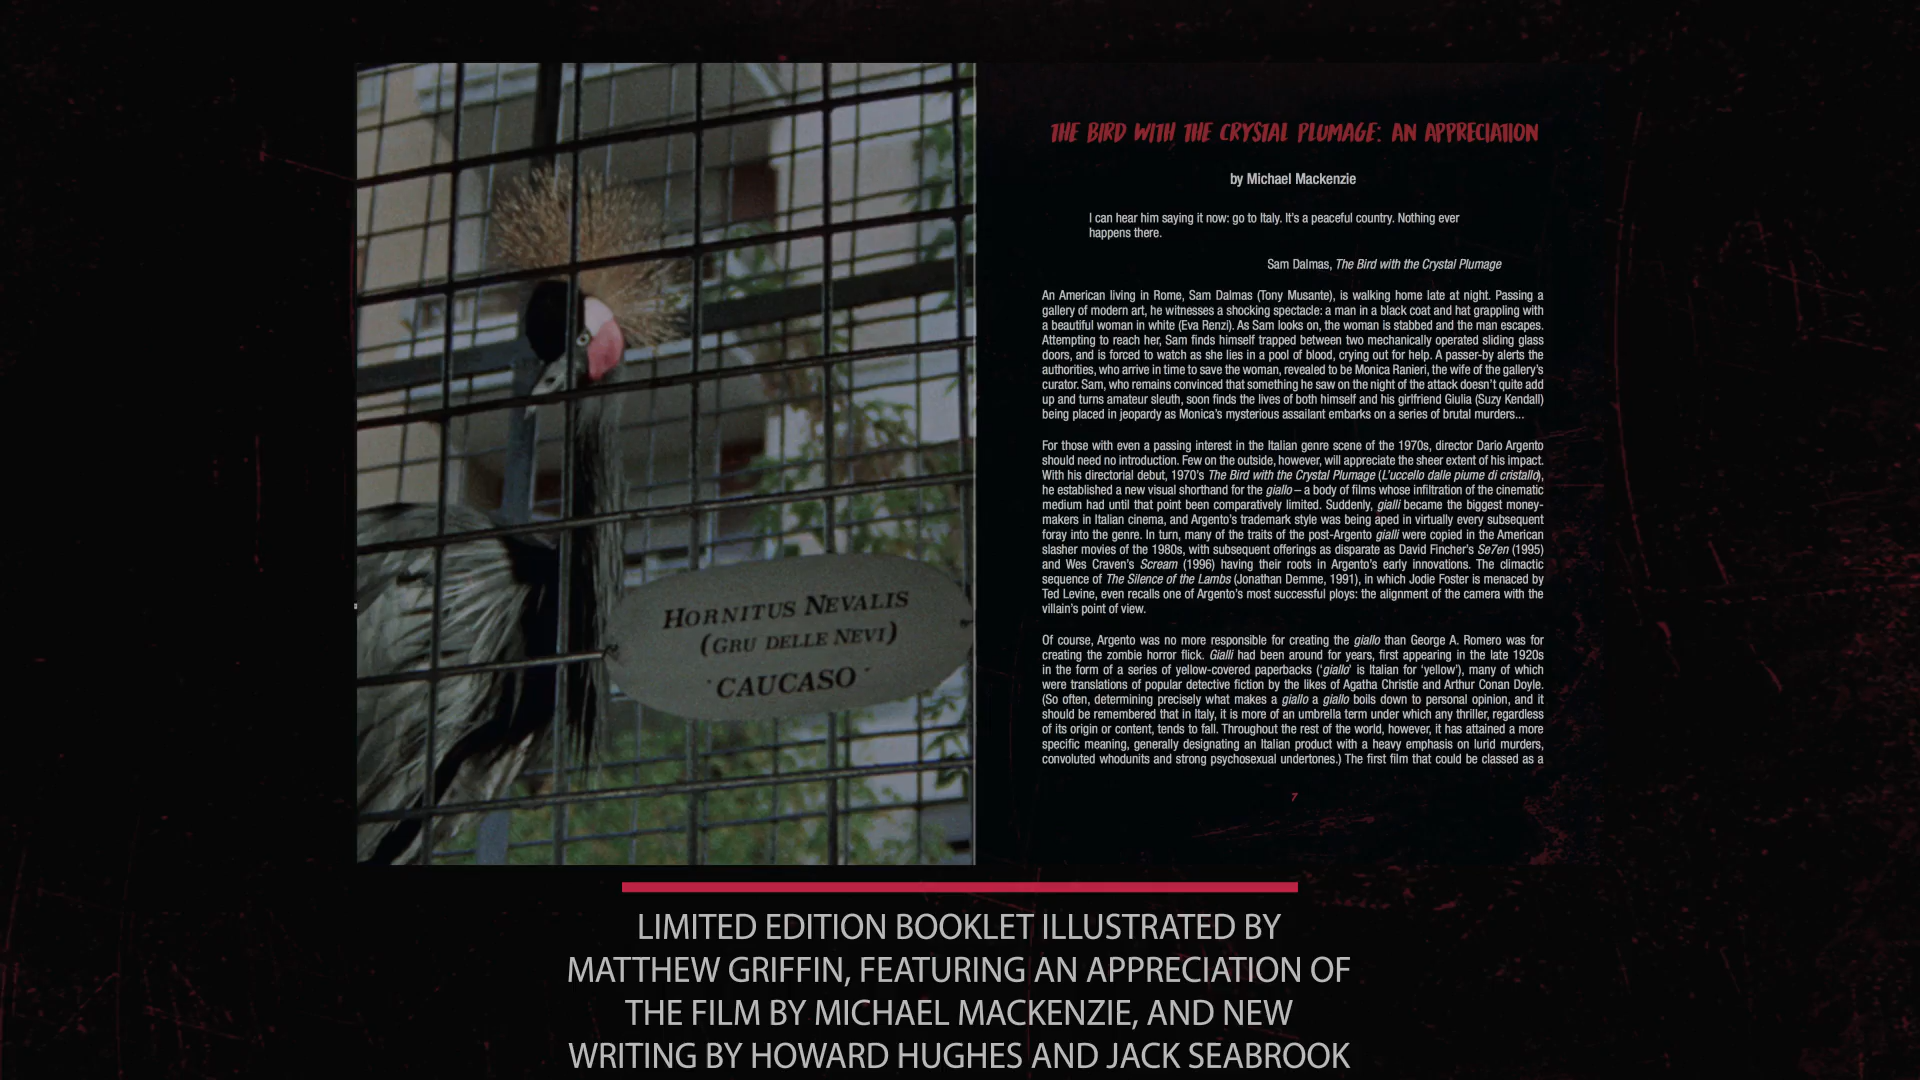 HORNITUS NEVALIS
(GRU DELLE NEVI)
CAUCASO
THE BIRD WITH THE CRYSTAL PLUMAGE: AN APPRECIATION
by Michael Mackenzie
I can hear him saying it now: go to Italy. It's a peaceful country. Nothing ever
happens there.
Sam Dalmas, The Bird with the Crystal Plumage
An American living in Rome, Sam Dalmas (Tony Musante), is walking home late at night. Passing a
gallery of modern art, he witnesses a shocking spectacle: a man in a black coat and hat grappling with
a beautiful woman in white (Eva Renzi). As Sam looks on, the woman is stabbed and the man escapes.
Attempting to reach her, Sam finds himself trapped between two mechanically operated sliding glass
doors, and is forced to watch as she lies in a pool of blood, crying out for help. A passer-by alerts the
authorities, who arrive in time to save the woman, revealed to be Monica Ranieri, the wife of the gallery's
curator. Sam, who remains convinced that something he saw on the night of the attack doesn't quite add
up and turns amateur sleuth, soon finds the lives of both himself and his girlfriend Giulia (Suzy Kendall)
being placed in jeopardy as Monica's mysterious assailant embarks on a series of brutal murders...
For those with even a passing interest in the Italian genre scene of the 1970s, director Dario Argento
should need no introduction. Few on the outside, however, will appreciate the sheer extent of his impact.
With his directorial debut, 1970's The Bird with the Crystal Plumage (L'uccello dalle piume di cristallo),
he established a new visual shorthand for the giallo – a body of films whose infiltration of the cinematic
medium had until that point been comparatively limited. Suddenly, gialli became the biggest money-
makers in Italian cinema, and Argento's trademark style was being aped in virtually every subsequent
foray into the genre. In turn, many of the traits of the post-Argento gialli were copied in the American
slasher movies of the 1980s, with subsequent offerings as disparate as David Fincher's Se7en (1995)
and Wes Craven's Scream (1996) having their roots in Argento's early innovations. The climactic
sequence of The Silence of the Lambs (Jonathan Demme, 1991), in which Jodie Foster is menaced by
Ted Levine, even recalls one of Argento's most successful ploys: the alignment of the camera with the
villain's point of view.
Of course, Argento was no more responsible for creating the giallo than George A. Romero was for
creating the zombie horror flick. Gialli had been around for years, first appearing in the late 1920s
in the form of a series of yellow-covered paperbacks ('giallo' is Italian for 'yellow'), many of which
were translations of popular detective fiction by the likes of Agatha Christie and Arthur Conan Doyle.
(So often, determining precisely what makes a giallo a giallo boils down to personal opinion, and it
should be remembered that in Italy, it is more of an umbrella term under which any thriller, regardless
of its origin or content, tends to fall. Throughout the rest of the world, however, it has attained a more
specific meaning, generally designating an Italian product with a heavy emphasis on lurid murders,
convoluted whodunits and strong psychosexual undertones.) The first film that could be classed as a
7
LIMITED EDITION BOOKLET ILLUSTRATED BY
MATTHEW GRIFFIN, FEATURING AN APPRECIATION OF
THE FILM BY MICHAEL MACKENZIE, AND NEW
WRITING BY HOWARD HUGHES AND JACK SEABROOK